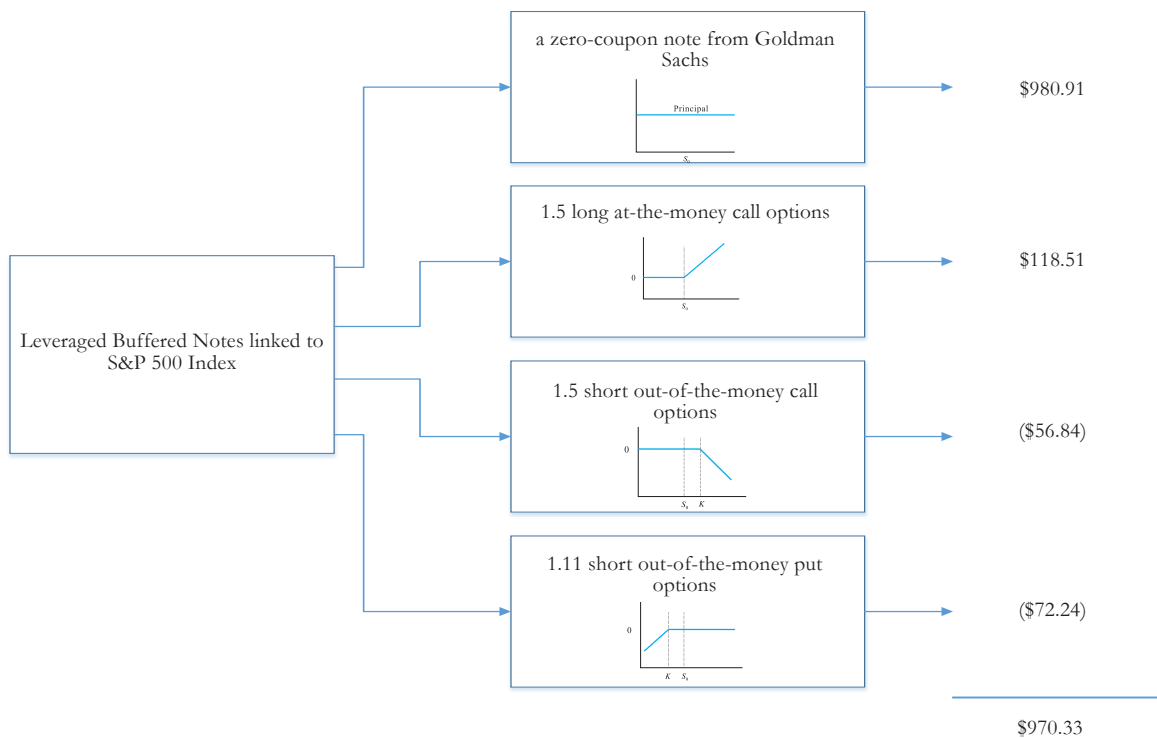 a zero-coupon note from Goldman
Sachs
Principal
S₀
$980.91
1.5 long at-the-money call options
0
S₀
$118.51
Leveraged Buffered Notes linked to
S&P 500 Index
1.5 short out-of-the-money call
options
0
S₀ K
($56.84)
1.11 short out-of-the-money put
options
0
K S₀
($72.24)
$970.33